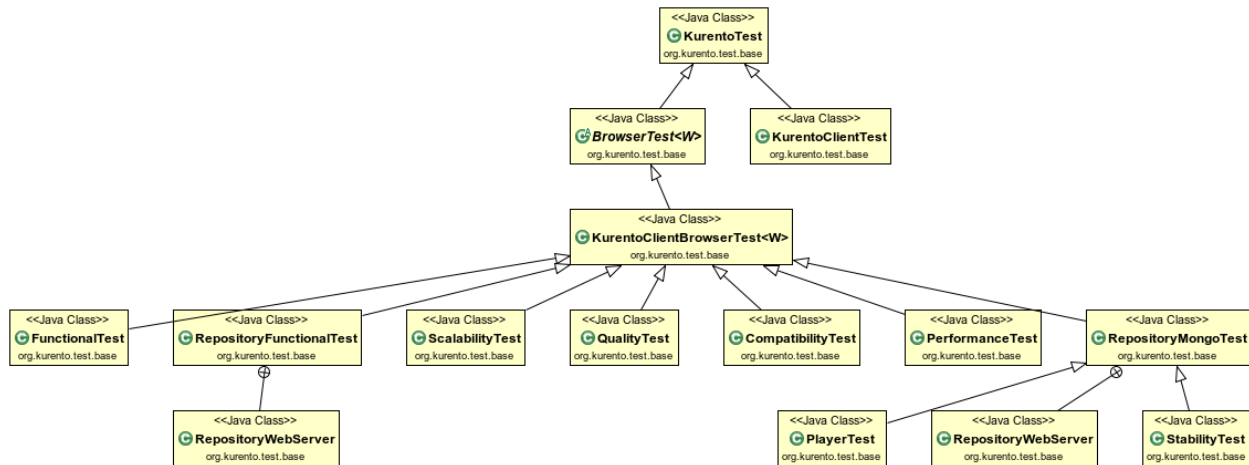 <<Java Class>>
KurentoTest
org.kurento.test.base
<<Java Class>>
BrowserTest<W>
org.kurento.test.base
<<Java Class>>
KurentoClientTest
org.kurento.test.base
<<Java Class>>
KurentoClientBrowserTest<W>
org.kurento.test.base
<<Java Class>>
FunctionalTest
org.kurento.test.base
<<Java Class>>
RepositoryFunctionalTest
org.kurento.test.base
<<Java Class>>
ScalabilityTest
org.kurento.test.base
<<Java Class>>
QualityTest
org.kurento.test.base
<<Java Class>>
CompatibilityTest
org.kurento.test.base
<<Java Class>>
PerformanceTest
org.kurento.test.base
<<Java Class>>
RepositoryMongoTest
org.kurento.test.base
<<Java Class>>
RepositoryWebServer
org.kurento.test.base
<<Java Class>>
PlayerTest
org.kurento.test.base
<<Java Class>>
RepositoryWebServer
org.kurento.test.base
<<Java Class>>
StabilityTest
org.kurento.test.base